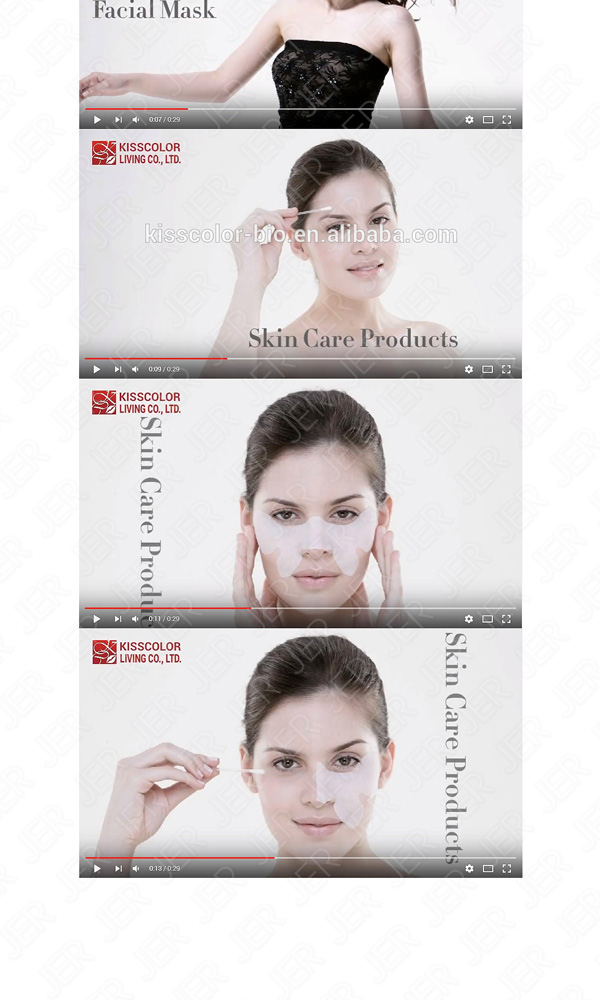 Facial Mask
0:07 / 0:29
KISSCOLOR
LIVING CO., LTD.
kisscolor-bio.en.alibaba.com
Skin Care Products
0:09 / 0:29
KISSCOLOR
LIVING CO., LTD.
Skin Care Produ
0:11 / 0:29
KISSCOLOR
LIVING CO., LTD.
Skin Care Products
0:13 / 0:29
JER